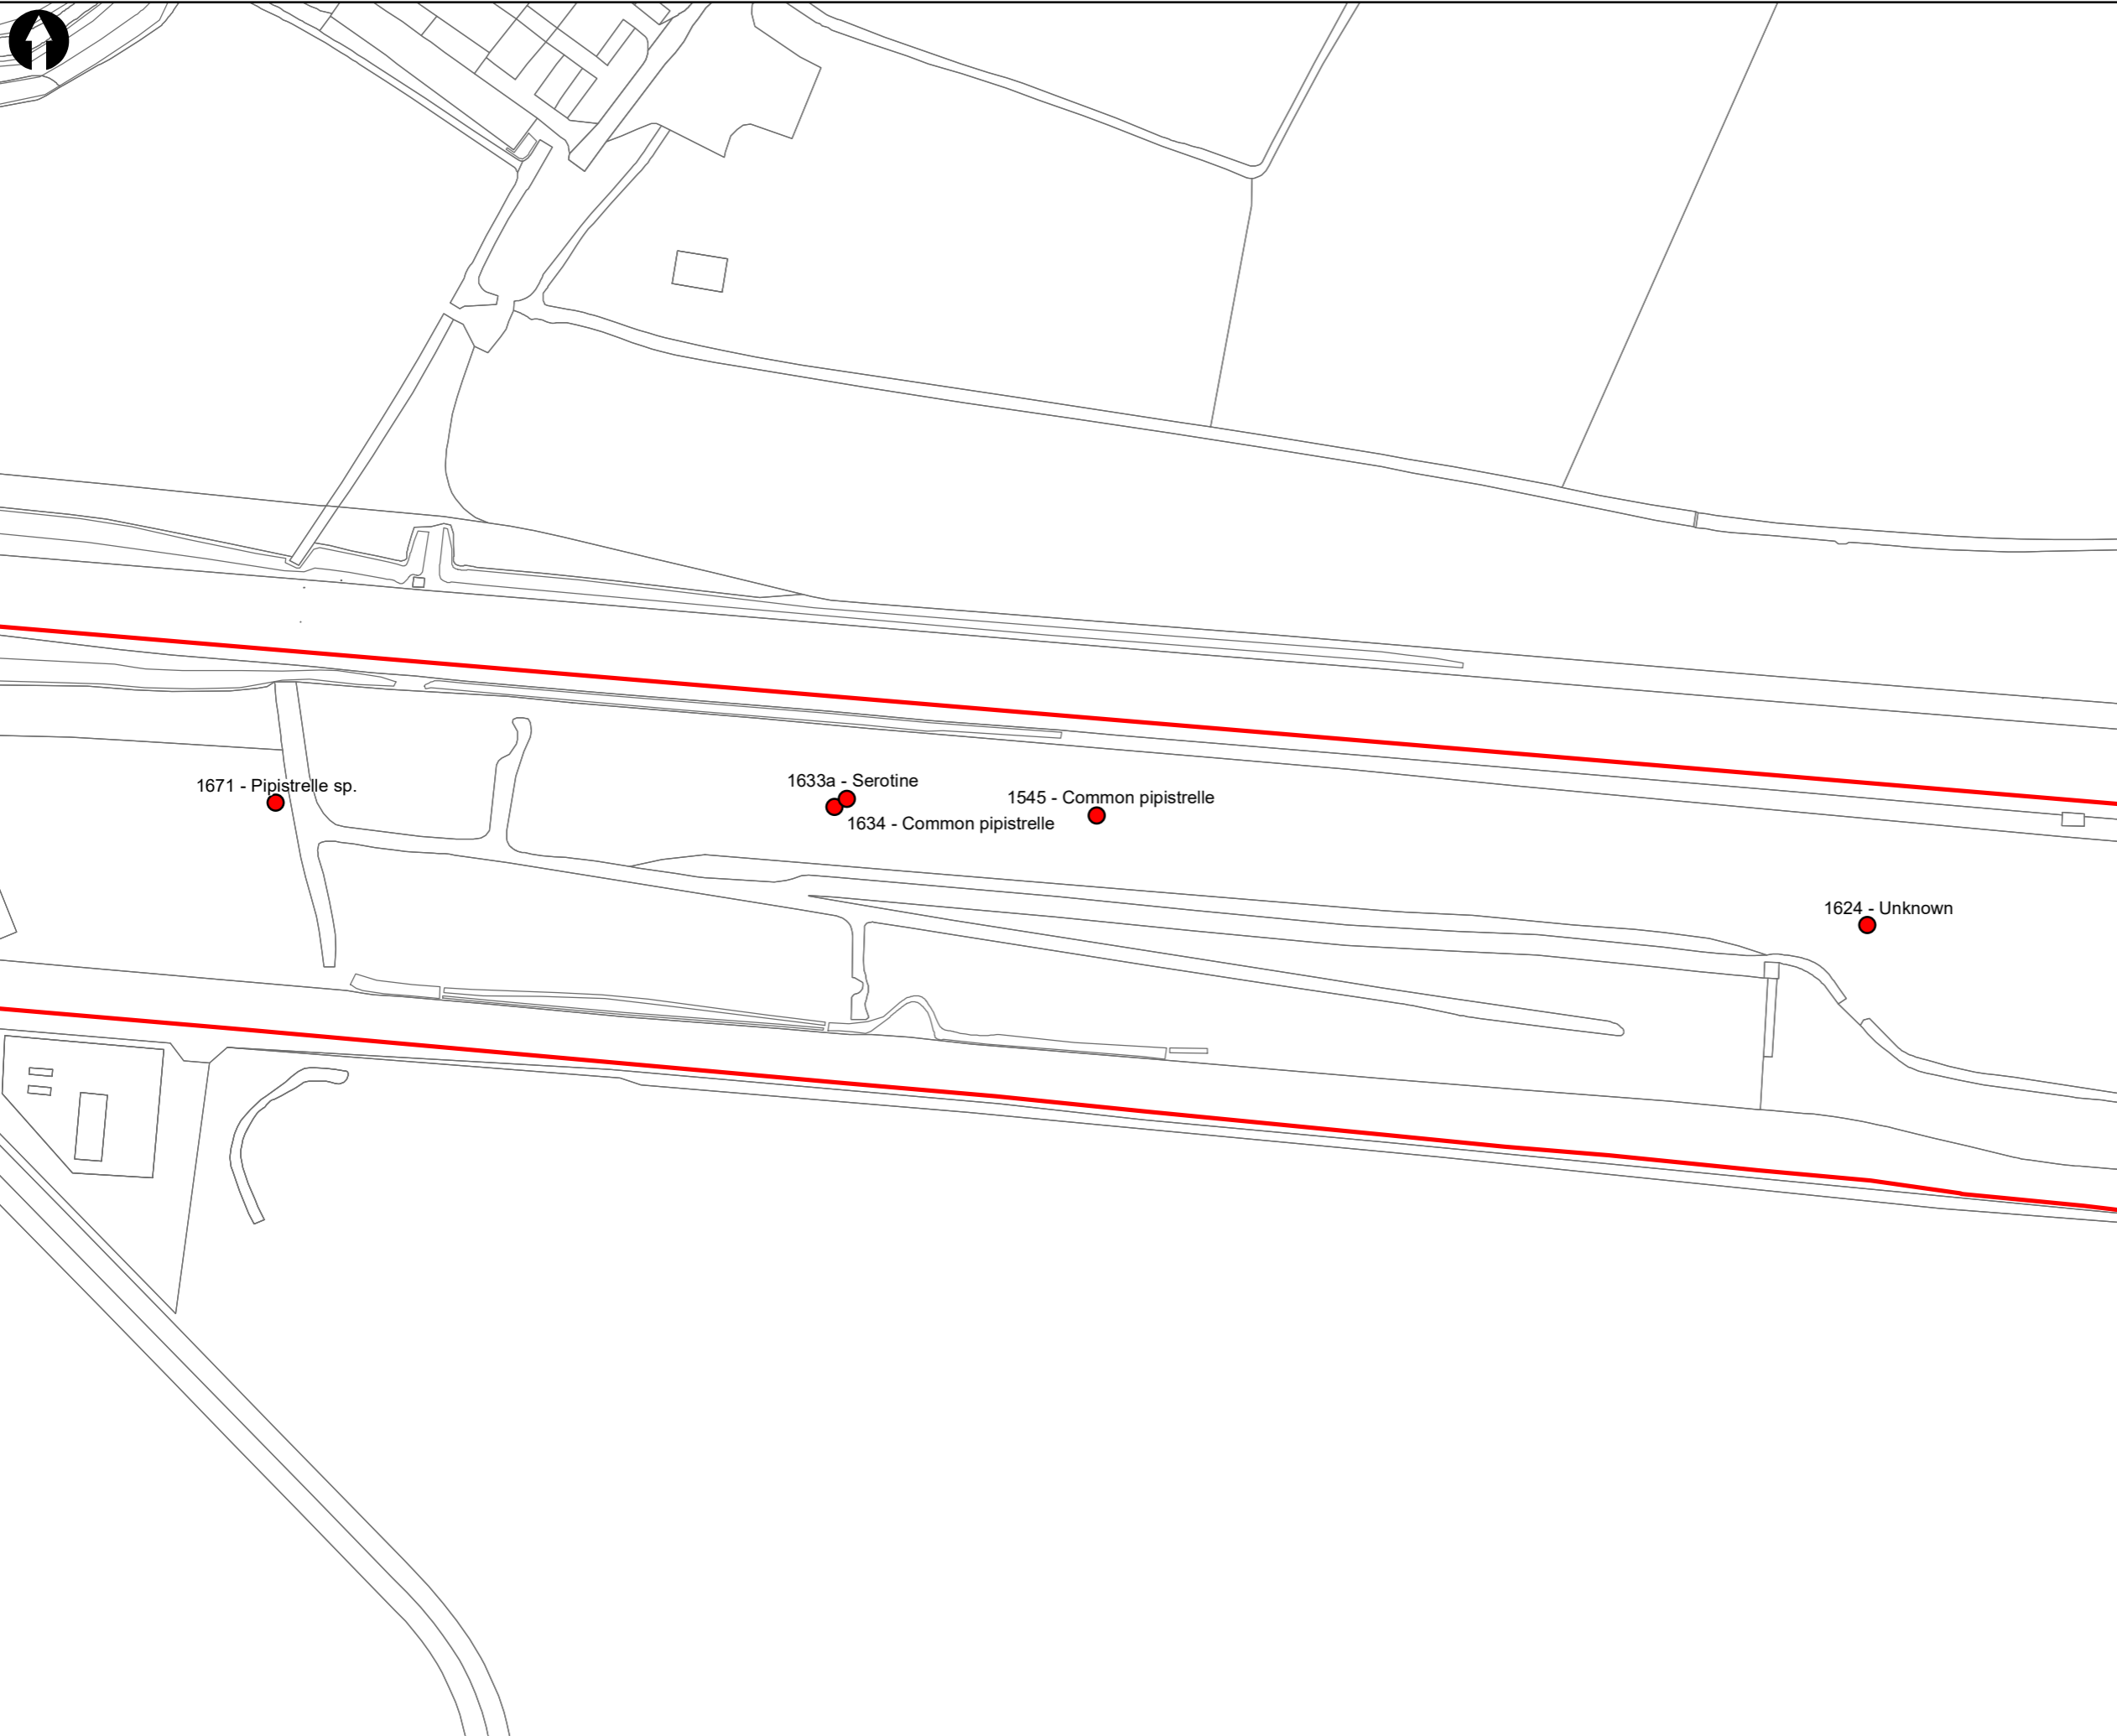 1671 - Pipistrelle sp.
1633a - Serotine
1634 - Common pipistrelle
1545 - Common pipistrelle
1624 - Unknown